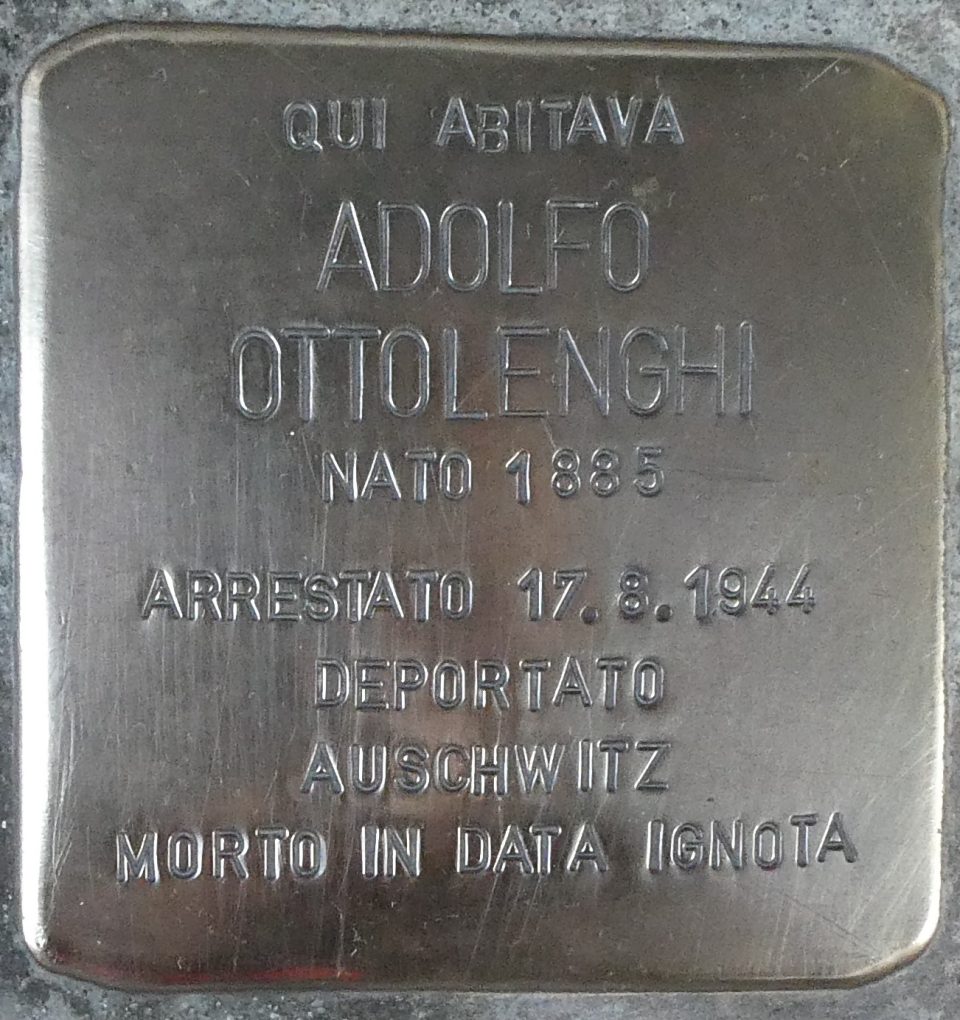 QUI ABITAVA
ADOLFO
OTTOLENGHI
NATO 1885
ARRESTATO 17.8.1944
DEPORTATO
AUSCHWITZ
MORTO IN DATA IGNOTA